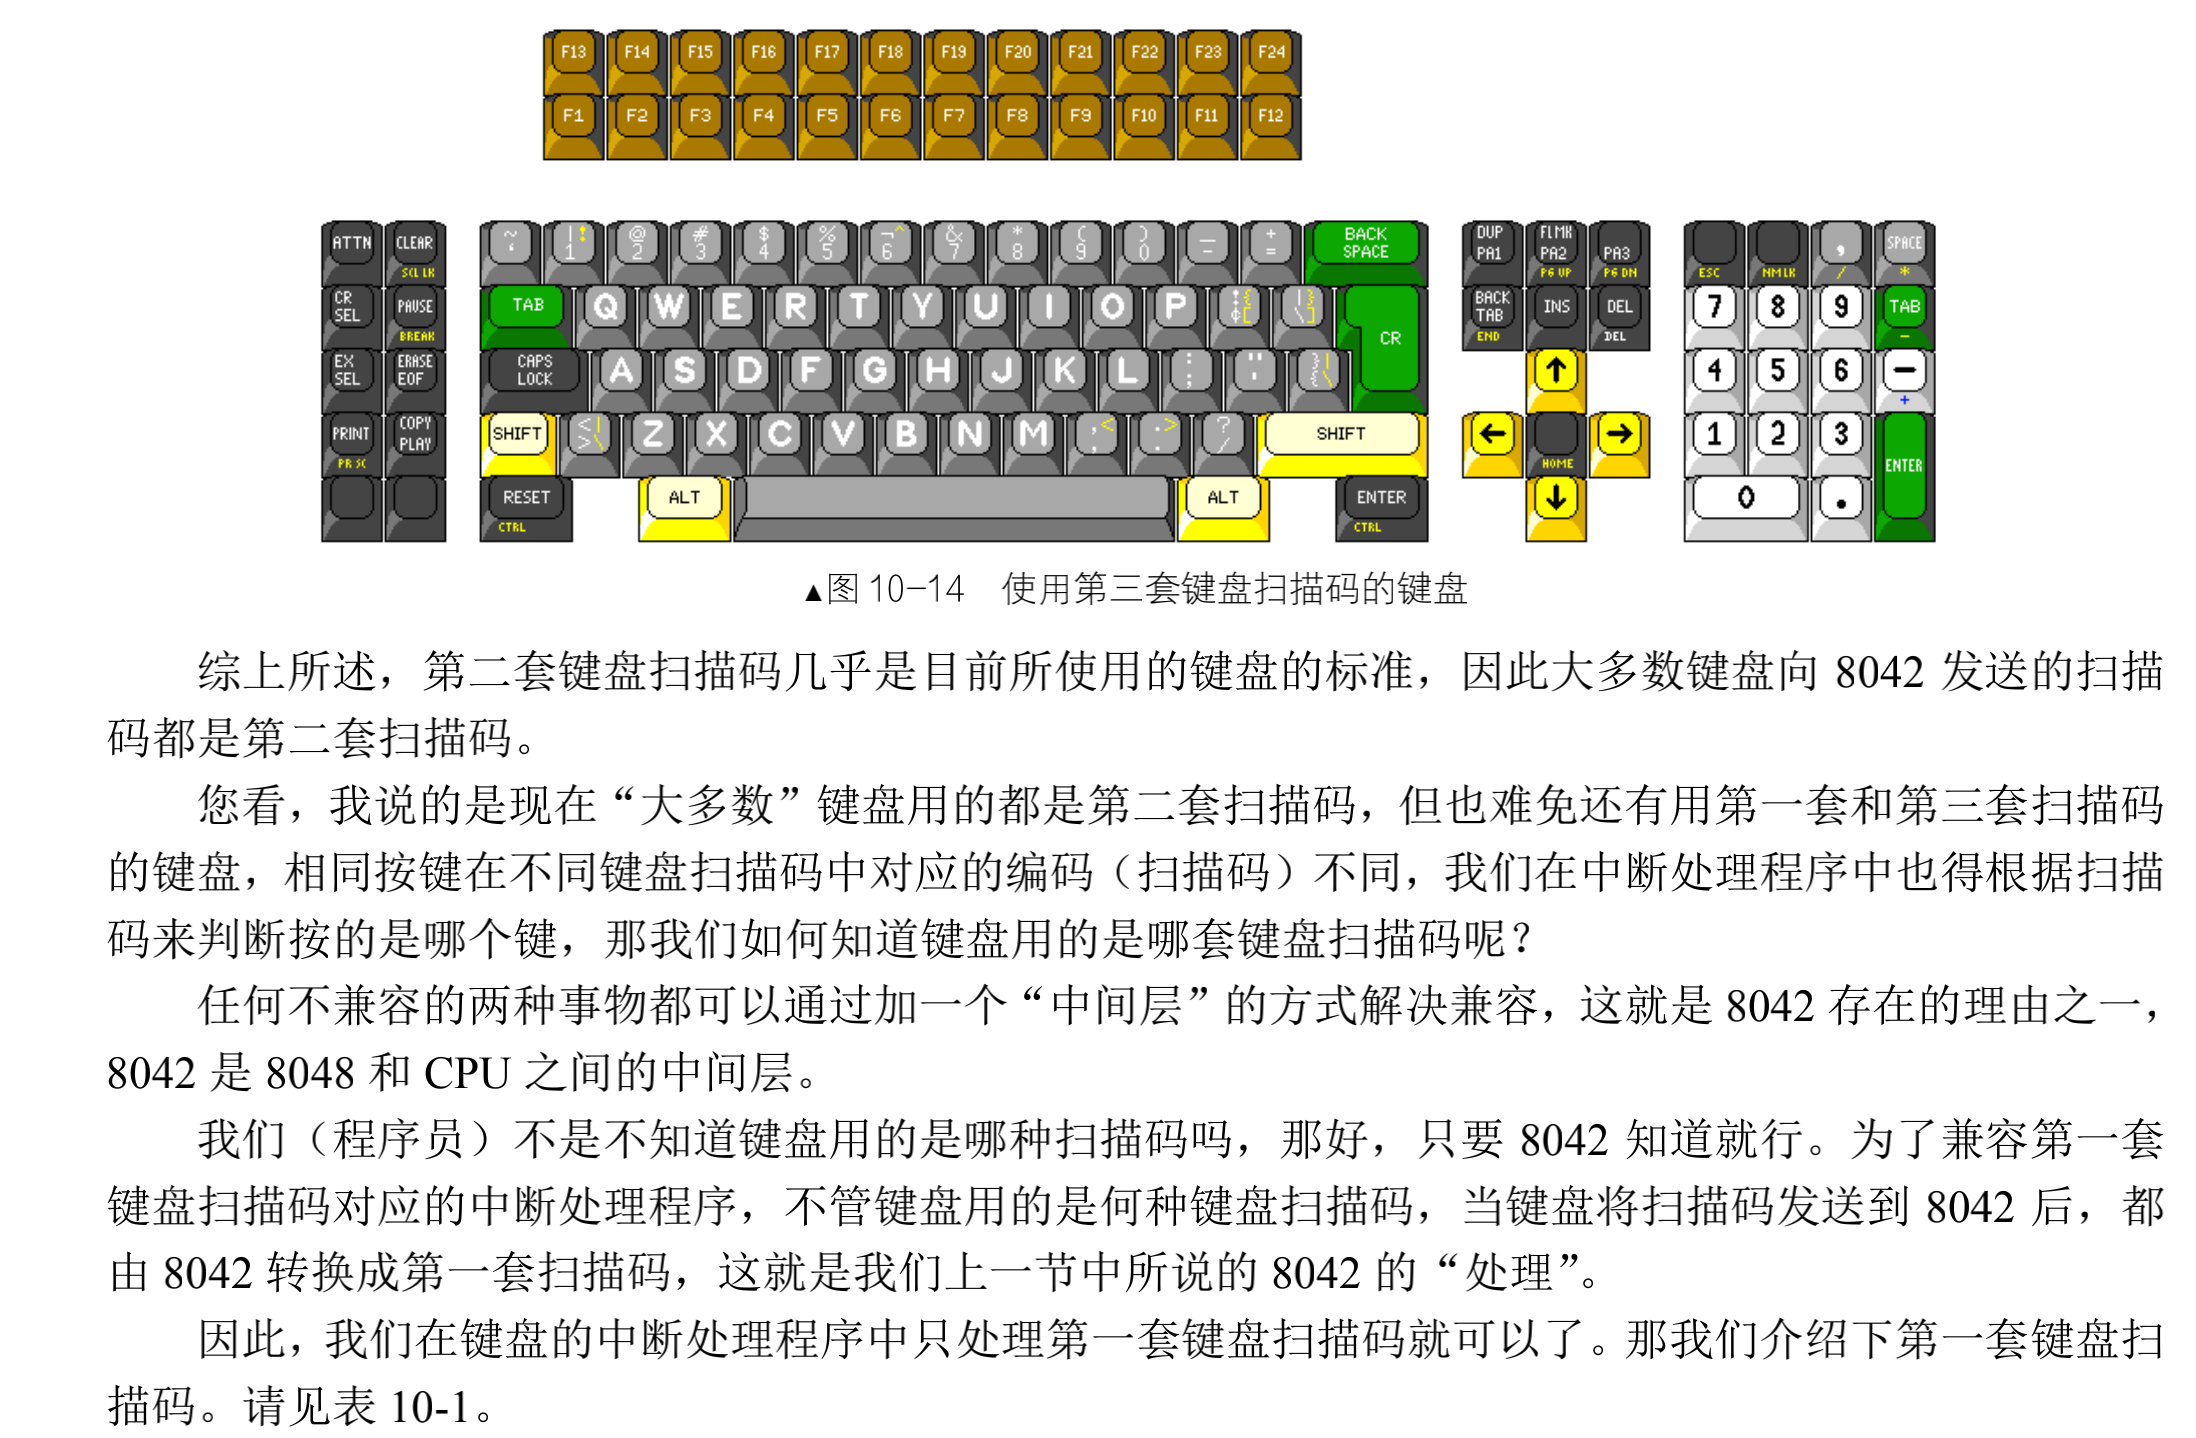 F13 F14 F15 F16 F17 F18 F19 F20 F21 F22 F23 F24
F1 F2 F3 F4 F5 F6 F7 F8 F9 F10 F11 F12
ATTN CLEAR ~ ` | ! 1 @ 2 # 3 $ 4 % 5 ¬ ^ 6 & 7 * 8 ( 9 ) 0 _ - + = BACK SPACE DUP PA1 FLMK PA2 PA3 , SPACE
SCL LK PG UP PG DN ESC NMLK / *
CR SEL PAUSE TAB Q W E R T Y U I O P CR BACK TAB INS DEL 7 8 9 TAB
BREAK END DEL -
EX SEL ERASE EOF CAPS LOCK A S D F G H J K L : ; " ' ↑ 4 5 6 −
+
PRINT COPY PLAY SHIFT < > | \ Z X C V B N M , < . > ? / SHIFT ← → 1 2 3 ENTER
PR SC HOME
RESET ALT ALT ENTER ↓ 0 .
CTRL CTRL
▲图 10-14 使用第三套键盘扫描码的键盘
综上所述，第二套键盘扫描码几乎是目前所使用的键盘的标准，因此大多数键盘向 8042 发送的扫描
码都是第二套扫描码。
您看，我说的是现在“大多数”键盘用的都是第二套扫描码，但也难免还有用第一套和第三套扫描码
的键盘，相同按键在不同键盘扫描码中对应的编码（扫描码）不同，我们在中断处理程序中也得根据扫描
码来判断按的是哪个键，那我们如何知道键盘用的是哪套键盘扫描码呢？
任何不兼容的两种事物都可以通过加一个“中间层”的方式解决兼容，这就是 8042 存在的理由之一，
8042 是 8048 和 CPU 之间的中间层。
我们（程序员）不是不知道键盘用的是哪种扫描码吗，那好，只要 8042 知道就行。为了兼容第一套
键盘扫描码对应的中断处理程序，不管键盘用的是何种键盘扫描码，当键盘将扫描码发送到 8042 后，都
由 8042 转换成第一套扫描码，这就是我们上一节中所说的 8042 的“处理”。
因此，我们在键盘的中断处理程序中只处理第一套键盘扫描码就可以了。那我们介绍下第一套键盘扫
描码。请见表 10-1。